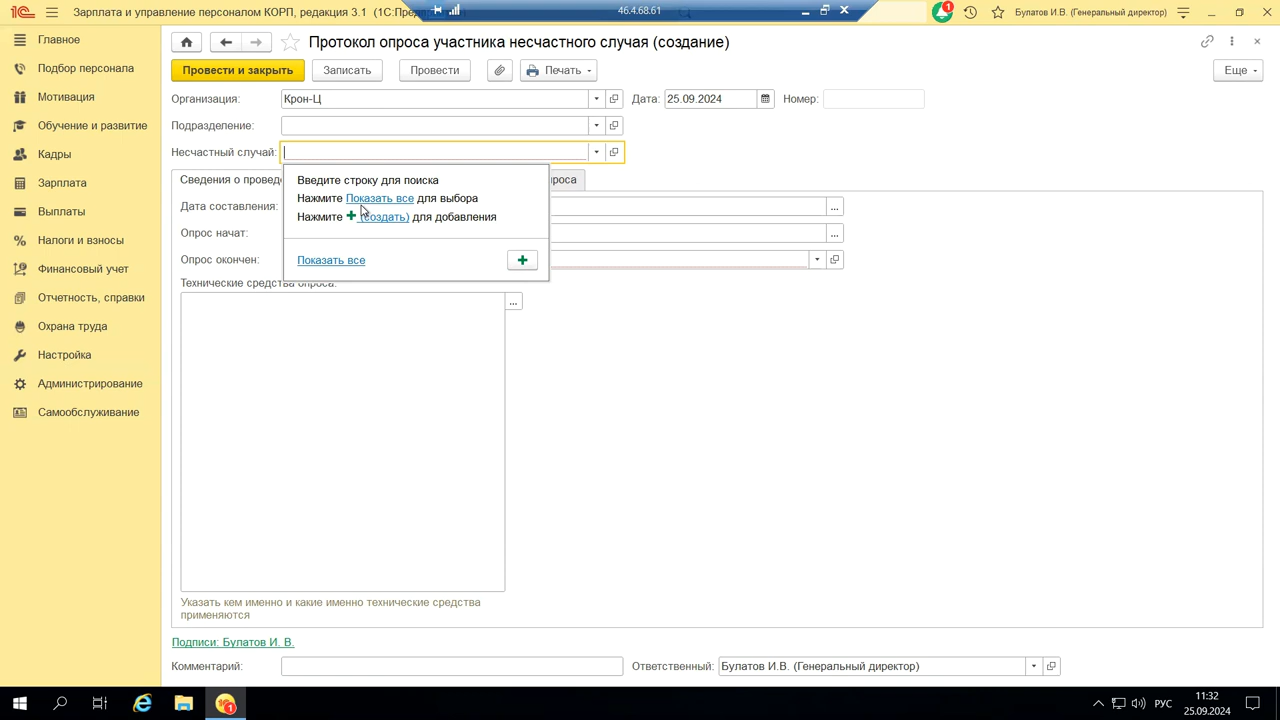 Зарплата и управление персоналом КОРП, редакция 3.1 (1С:Пред
46.4.68.61
1
Булатов И.В. (Генеральный директор)
Главное
Подбор персонала
Мотивация
Обучение и развитие
Кадры
Зарплата
Выплаты
Налоги и взносы
Финансовый учет
Отчетность, справки
Охрана труда
Настройка
Администрирование
Самообслуживание
Протокол опроса участника несчастного случая (создание)
Провести и закрыть
Записать
Провести
Печать
Еще
Организация: Крон-Ц
Дата: 25.09.2024
Номер:
Подразделение:
Несчастный случай:
Введите строку для поиска
Нажмите Показать все для выбора
Нажмите + (создать) для добавления
Показать все
+
Сведения о провед
роса
Дата составления:
...
Опрос начат:
...
Опрос окончен:
Технические средства опроса:
...
Указать кем именно и какие именно технические средства
применяются
Подписи: Булатов И. В.
Комментарий:
Ответственный: Булатов И.В. (Генеральный директор)
1
РУС
11:32
25.09.2024